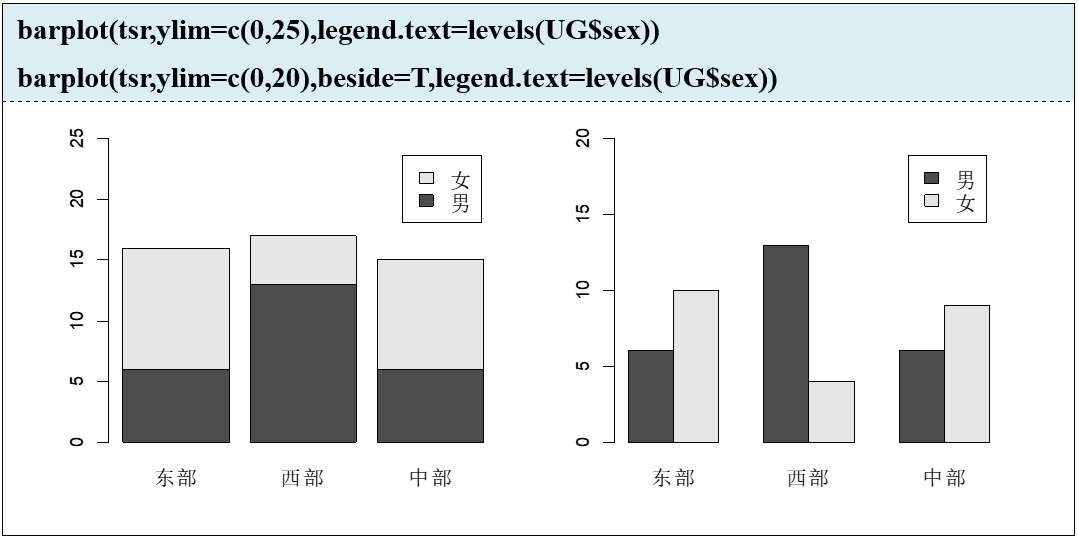 barplot(tsr,ylim=c(0,25),legend.text=levels(UG$sex))
barplot(tsr,ylim=c(0,20),beside=T,legend.text=levels(UG$sex))
25
20
15
10
5
0
女
男
东部
西部
中部
20
15
10
5
0
男
女
东部
西部
中部